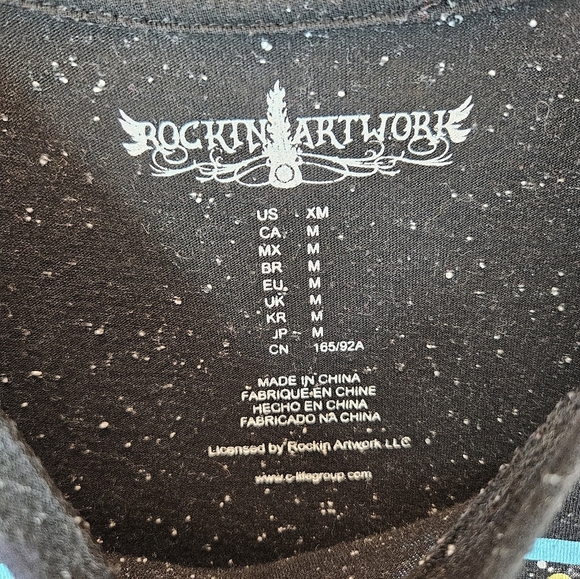 ROCKIN ARTWORK
US XM
CA M
MX M
BR M
EU M
UK M
KR M
JP M
CN 165/92A
MADE IN CHINA
FABRIQUÉ EN CHINE
HECHO EN CHINA
FABRICADO NA CHINA
Licensed by Rockin Artwork LLC
www.c-lifegroup.com